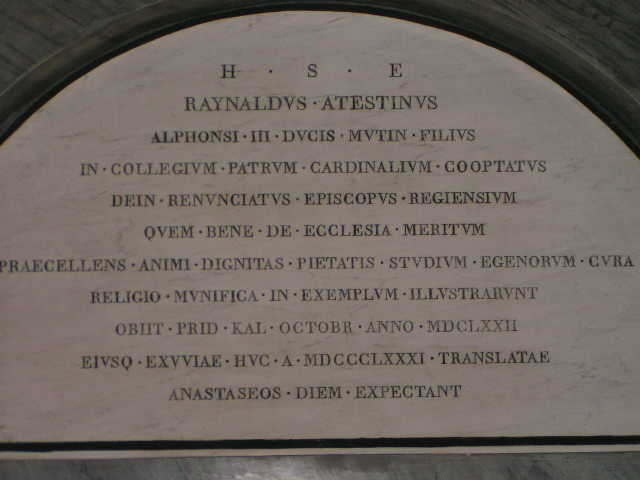 H · S · E
RAYNALDVS · ATESTINVS
ALPHONSI · III · DVCIS · MVTIN · FILIVS
IN · COLLEGIVM · PATRVM · CARDINALIVM · COOPTATVS
DEIN · RENVNCIATVS · EPISCOPVS · REGIENSIVM
QVEM · BENE · DE · ECCLESIA · MERITVM
PRAECELLENS · ANIMI · DIGNITAS · PIETATIS · STVDIVM · EGENORVM · CVRA
RELIGIO · MVNIFICA · IN · EXEMPLVM · ILLVSTRARVNT
OBIIT · PRID · KAL · OCTOBR · ANNO · MDCLXXII
EIVSQ · EXVVIAE · HVC · A · MDCCCLXXXI · TRANSLATAE
ANASTASEOS · DIEM · EXPECTANT